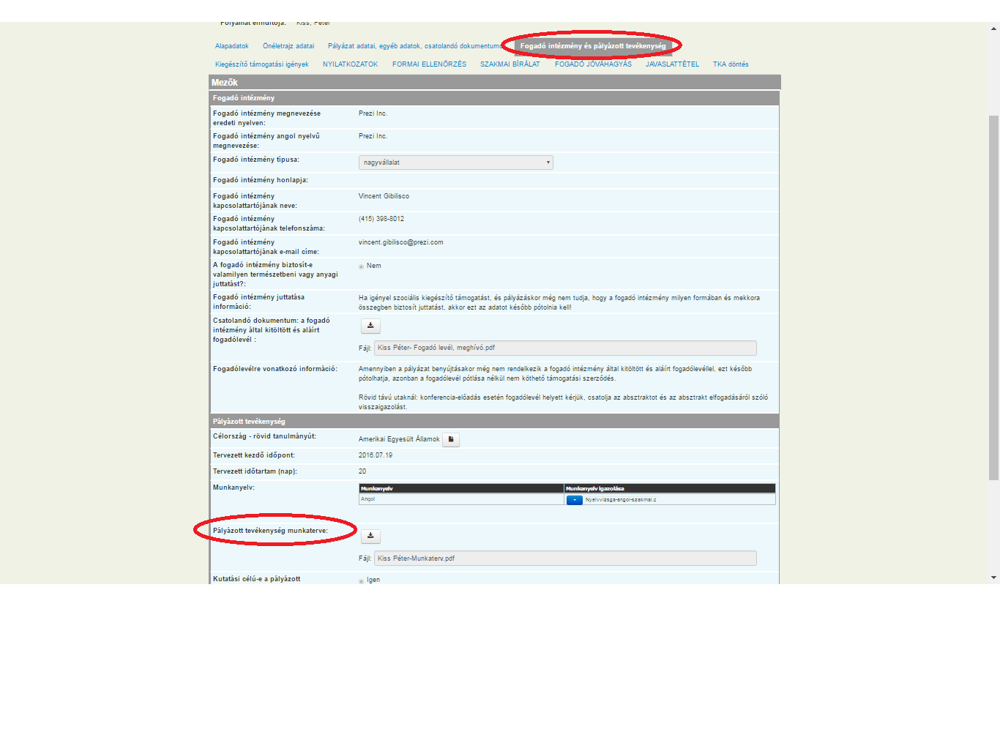 Folyamat elindítója: Kiss, Péter
Alapadatok Önéletrajz adatai Pályázat adatai, egyéb adatok, csatolandó dokumentumo Fogadó intézmény és pályázott tevékenység
Kiegészítő támogatási igények NYILATKOZATOK FORMAI ELLENŐRZÉS SZAKMAI BÍRÁLAT FOGADÓ JÓVÁHAGYÁS JAVASLATTÉTEL TKA döntés
Mezők
Fogadó intézmény
Fogadó intézmény megnevezése Prezi Inc.
eredeti nyelven:
Fogadó intézmény angol nyelvű Prezi Inc.
megnevezése:
Fogadó intézmény típusa: nagyvállalat
Fogadó intézmény honlapja:
Fogadó intézmény Vincent Gibilisco
kapcsolattartójának neve:
Fogadó intézmény (415) 398-8012
kapcsolattartójának telefonszáma:
Fogadó intézmény vincent.gibilisco@prezi.com
kapcsolattartójának e-mail címe:
A fogadó intézmény biztosít-e Nem
valamilyen természetbeni vagy anyagi
juttatást?:
Fogadó intézmény juttatása Ha igényel szociális kiegészítő támogatást, és pályázáskor még nem tudja, hogy a fogadó intézmény milyen formában és mekkora
információ: összegben biztosít juttatást, akkor ezt az adatot később pótolnia kell!
Csatolandó dokumentum: a fogadó
intézmény által kitöltött és aláírt
fogadólevél :
Fájl: Kiss Péter- Fogadó levél, meghívó.pdf
Fogadólevélre vonatkozó információ: Amennyiben a pályázat benyújtásakor még nem rendelkezik a fogadó intézmény által kitöltött és aláírt fogadólevéllel, ezt később
pótolhatja, azonban a fogadólevél pótlása nélkül nem köthető támogatási szerződés.
Rövid távú utaknál: konferencia-előadás esetén fogadólevél helyett kérjük, csatolja az absztraktot és az absztrakt elfogadásáról szóló
visszaigazolást.
Pályázott tevékenység
Célország - rövid tanulmányút: Amerikai Egyesült Államok
Tervezett kezdő időpont: 2016.07.19
Tervezett időtartam (nap): 20
Munkanyelv: Munkanyelv Munkanyelv igazolása
Angol Nyelvvizsga-angol-szakmai.p
Pályázott tevékenység munkaterve:
Fájl: Kiss Péter-Munkaterv.pdf
Kutatási célú-e a pályázott Igen